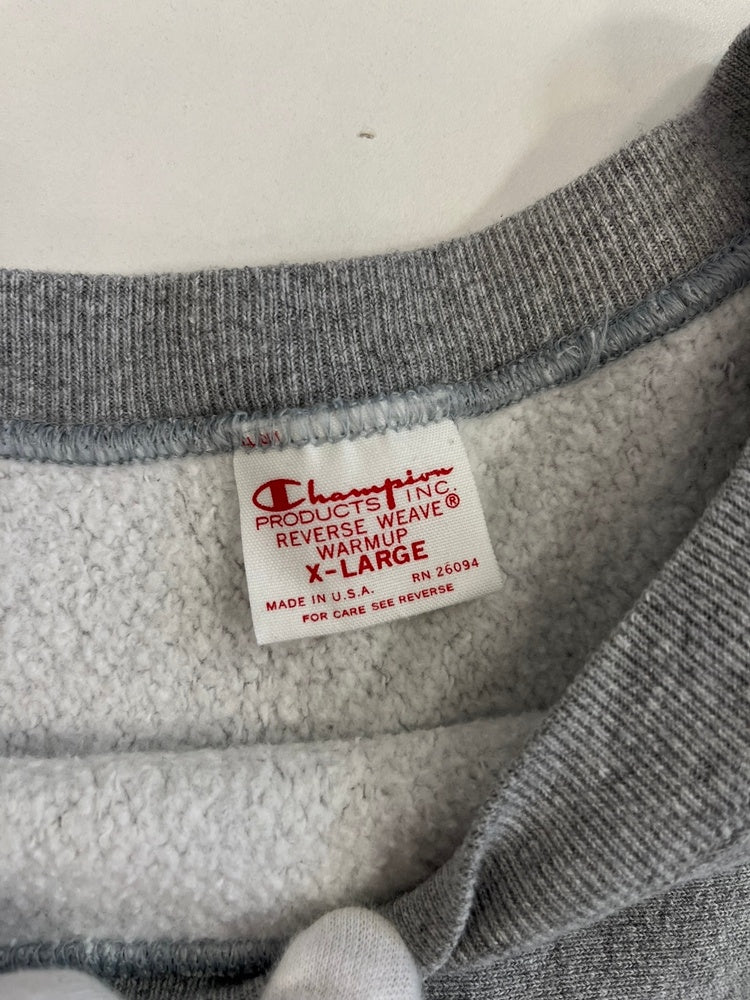 Champion
PRODUCTS INC.
REVERSE WEAVE®
WARMUP
X-LARGE
MADE IN U.S.A. RN 26094
FOR CARE SEE REVERSE